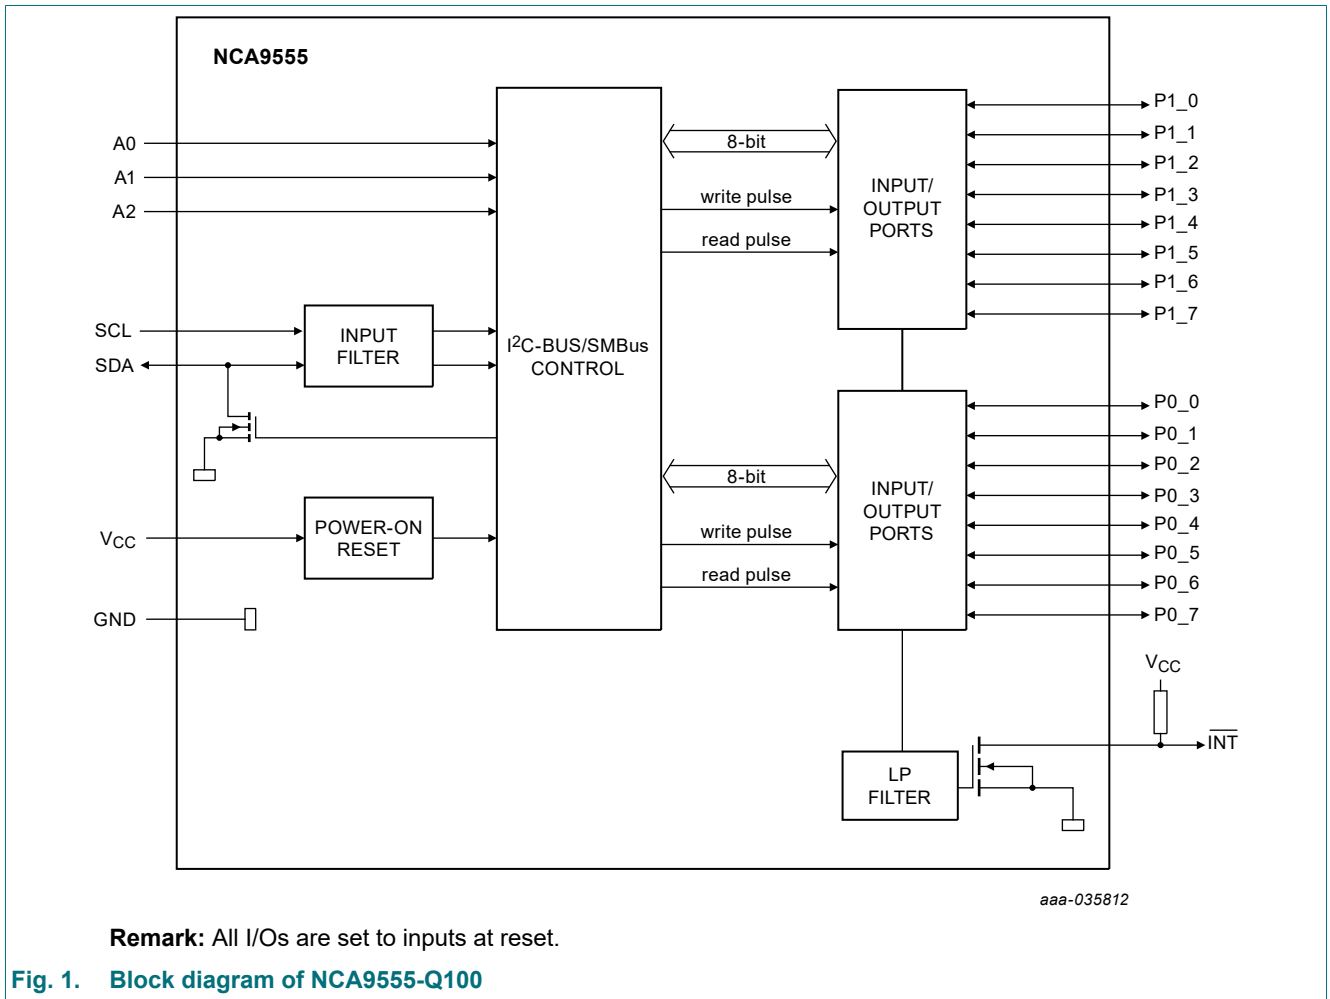 NCA9555
A0
A1
A2
SCL
SDA
VCC
GND
INPUT
FILTER
POWER-ON
RESET
I2C-BUS/SMBus
CONTROL
8-bit
write pulse
read pulse
INPUT/
OUTPUT
PORTS
P1_0
P1_1
P1_2
P1_3
P1_4
P1_5
P1_6
P1_7
8-bit
write pulse
read pulse
INPUT/
OUTPUT
PORTS
P0_0
P0_1
P0_2
P0_3
P0_4
P0_5
P0_6
P0_7
VCC
INT
LP
FILTER
aaa-035812
Remark: All I/Os are set to inputs at reset.
Fig. 1. Block diagram of NCA9555-Q100